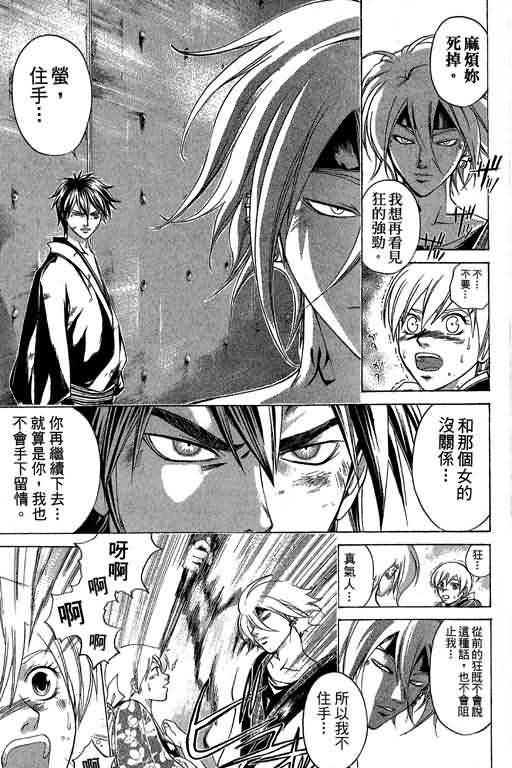 麻煩妳
死掉。
我想再看見
狂的強勁。
不…
不要…
螢，
住手…
和那個女的
沒關係…
你再繼續下去…
就算是你，我也
不會手下留情。
狂…
真氣人…
從前的狂既不會說
這種話，也不會阻
止我…
所以我不
住手…
呀啊
啊
啊
啊
啊